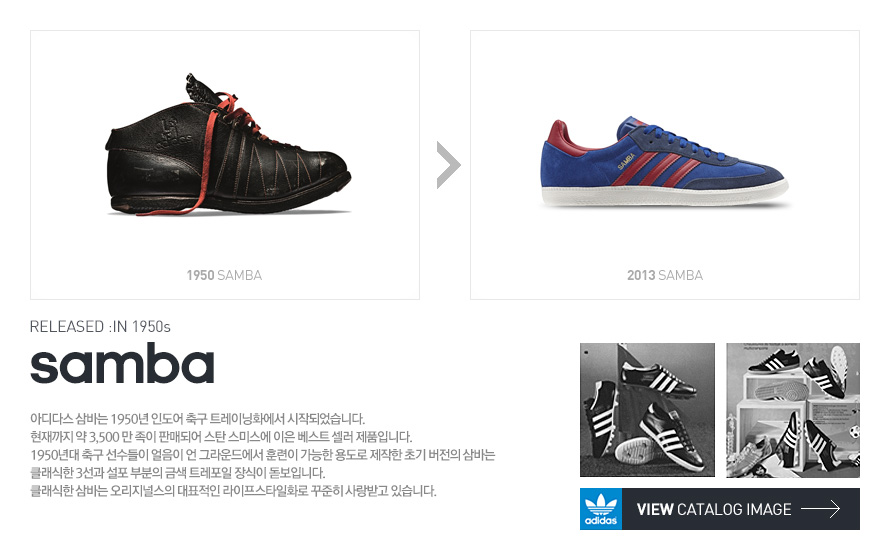 1950 SAMBA
2013 SAMBA
SAMBA
RELEASED :IN 1950s
samba
아디다스 삼바는 1950년 인도어 축구 트레이닝화에서 시작되었습니다.
현재까지 약 3,500 만 족이 판매되어 스탄 스미스에 이은 베스트 셀러 제품입니다.
1950년대 축구 선수들이 얼음이 언 그라운드에서 훈련이 가능한 용도로 제작한 초기 버전의 삼바는
클래식한 3선과 설포 부분의 금색 트레포일 장식이 돋보입니다.
클래식한 삼바는 오리지널스의 대표적인 라이프스타일화로 꾸준히 사랑받고 있습니다.
adidas
VIEW CATALOG IMAGE